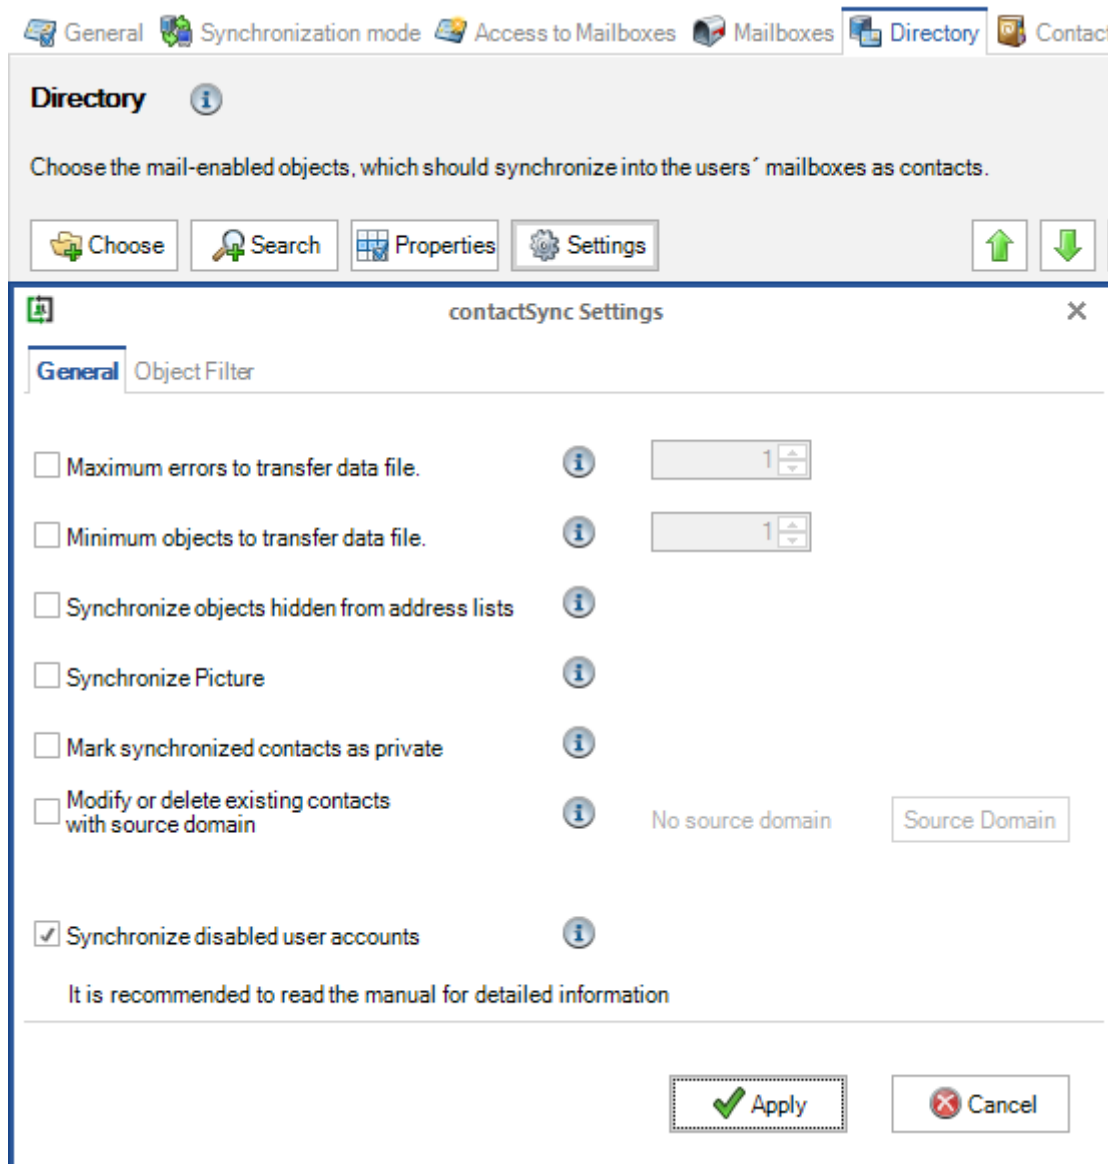 General Synchronization mode Access to Mailboxes Mailboxes Directory Contact
Directory
Choose the mail-enabled objects, which should synchronize into the users´ mailboxes as contacts.
Choose Search Properties Settings
contactSync Settings
General Object Filter
Maximum errors to transfer data file. 1
Minimum objects to transfer data file. 1
Synchronize objects hidden from address lists
Synchronize Picture
Mark synchronized contacts as private
Modify or delete existing contacts
with source domain No source domain Source Domain
Synchronize disabled user accounts
It is recommended to read the manual for detailed information
Apply Cancel